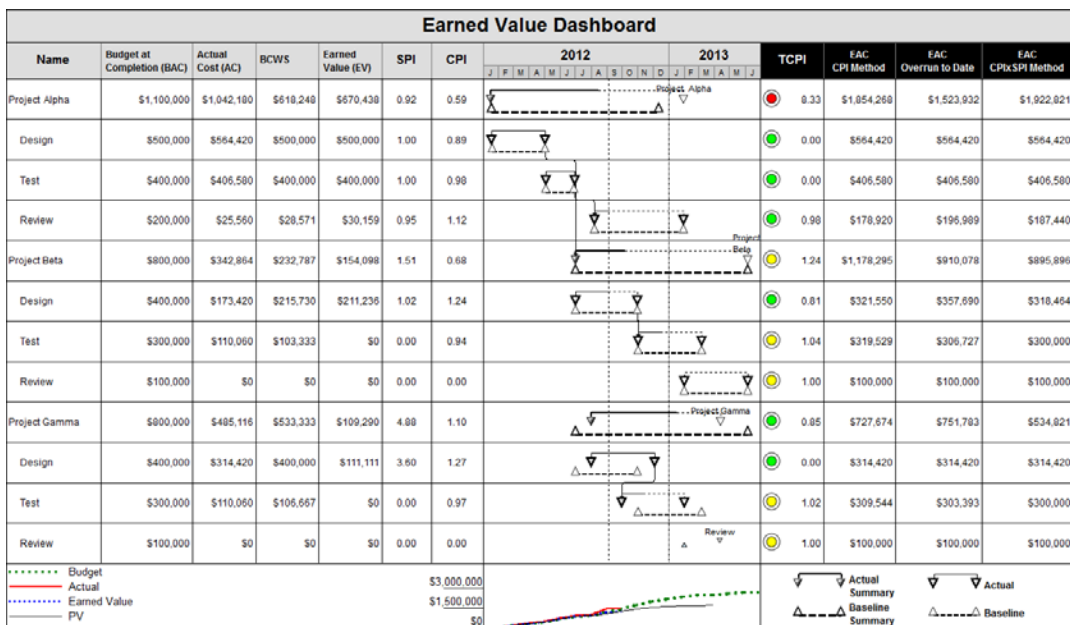 Earned Value Dashboard
Name Budget at Completion (BAC) Actual Cost (AC) BCWS Earned Value (EV) SPI CPI 2012 2013 TCPI EAC CPI Method EAC Overrun to Date EAC CPIxSPI Method
J F M A M J J A S O N D J F M A M J
Project Alpha $1,100,000 $1,042,180 $618,248 $670,438 0.92 0.59 Project Alpha 8.33 $1,854,268 $1,523,932 $1,922,821
Design $500,000 $564,420 $500,000 $500,000 1.00 0.89 0.00 $564,420 $564,420 $564,420
Test $400,000 $406,580 $400,000 $400,000 1.00 0.98 0.00 $406,580 $406,580 $406,580
Review $200,000 $25,560 $28,571 $30,159 0.95 1.12 0.98 $178,920 $196,989 $187,440
Project Beta $800,000 $342,864 $232,787 $154,098 1.51 0.68 Project Beta 1.24 $1,178,295 $910,078 $895,896
Design $400,000 $173,420 $215,730 $211,236 1.02 1.24 0.81 $321,550 $357,690 $318,464
Test $300,000 $110,060 $103,333 $0 0.00 0.94 1.04 $319,529 $306,727 $300,000
Review $100,000 $0 $0 $0 0.00 0.00 1.00 $100,000 $100,000 $100,000
Project Gamma $800,000 $485,116 $533,333 $109,290 4.88 1.10 Project Gamma 0.85 $727,674 $751,783 $534,821
Design $400,000 $314,420 $400,000 $111,111 3.60 1.27 0.00 $314,420 $314,420 $314,420
Test $300,000 $110,060 $106,667 $0 0.00 0.97 1.02 $309,544 $303,393 $300,000
Review $100,000 $0 $0 $0 0.00 0.00 Review 1.00 $100,000 $100,000 $100,000
Budget
Actual
Earned Value
PV
$3,000,000
$1,500,000
$0
Actual Summary
Actual
Baseline Summary
Baseline